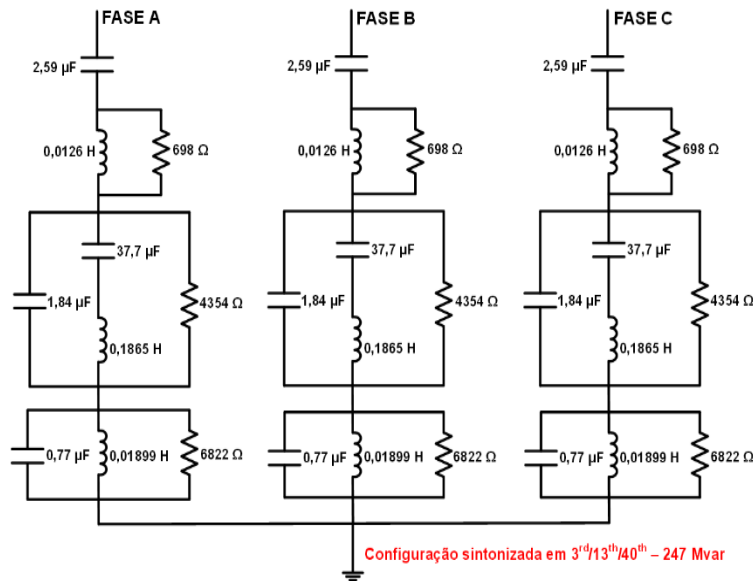 FASE A
FASE B
FASE C
2,59 µF
2,59 µF
2,59 µF
0,0126 H
698 Ω
0,0126 H
698 Ω
0,0126 H
698 Ω
37,7 µF
37,7 µF
37,7 µF
1,84 µF
4354 Ω
1,84 µF
4354 Ω
1,84 µF
4354 Ω
0,1865 H
0,1865 H
0,1865 H
0,77 µF
0,01899 H
6822 Ω
0,77 µF
0,01899 H
6822 Ω
0,77 µF
0,01899 H
6822 Ω
Configuração sintonizada em 3rd/13th/40th – 247 Mvar